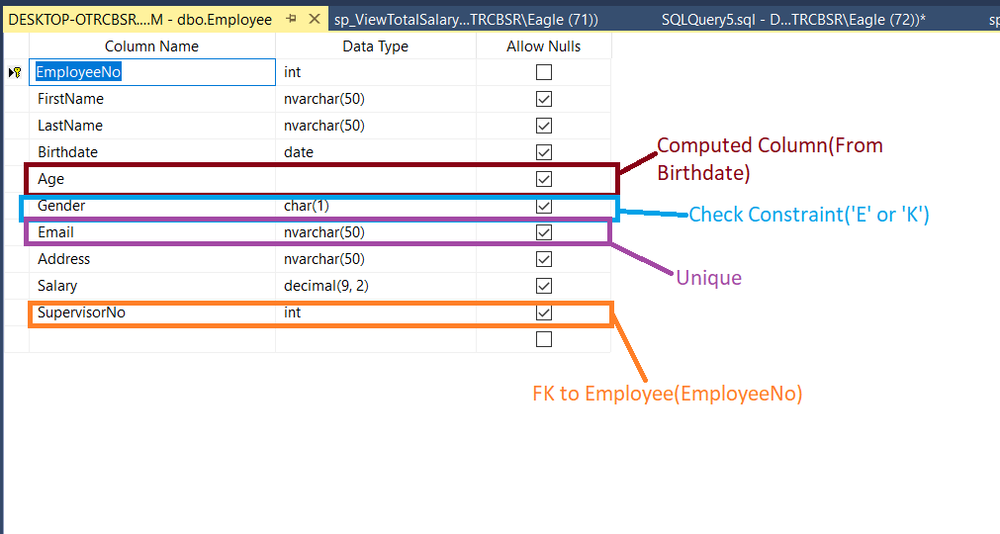 DESKTOP-OTRCBSR....M - dbo.Employee sp_ViewTotalSalary...TRCBSR\Eagle (71)) SQLQuery5.sql - D...TRCBSR\Eagle (72))* sp
Column Name Data Type Allow Nulls
EmployeeNo int
FirstName nvarchar(50)
LastName nvarchar(50)
Birthdate date
Age
Gender char(1)
Email nvarchar(50)
Address nvarchar(50)
Salary decimal(9, 2)
SupervisorNo int
Computed Column(From
Birthdate)
Check Constraint('E' or 'K')
Unique
FK to Employee(EmployeeNo)